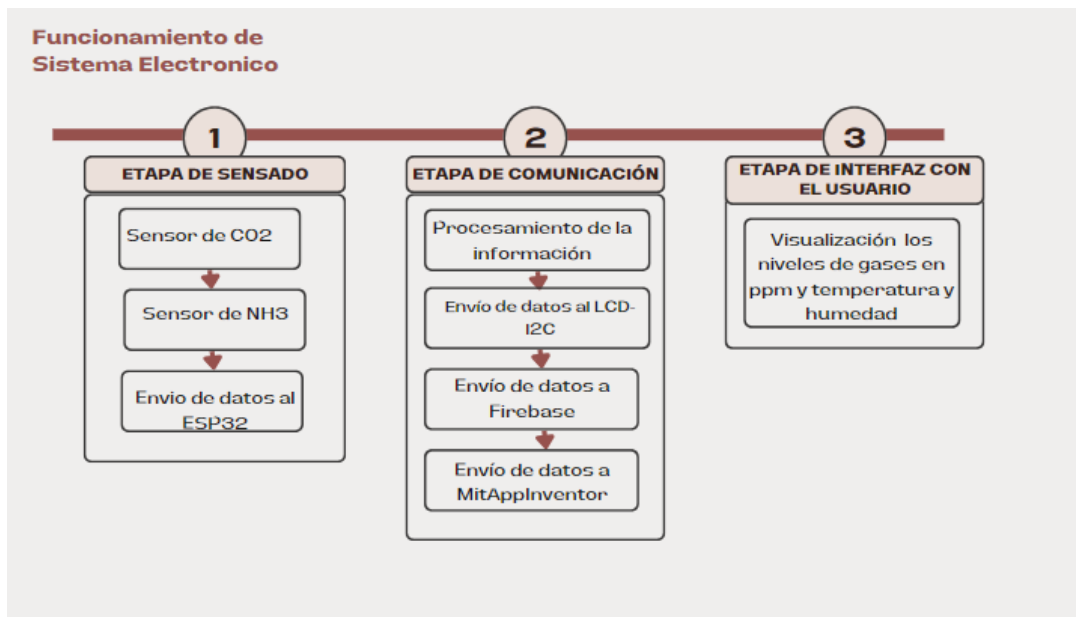 Funcionamiento de
Sistema Electronico
1
ETAPA DE SENSADO
Sensor de CO2
Sensor de NH3
Envio de datos al
ESP32
2
ETAPA DE COMUNICACIÓN
Procesamiento de la
información
Envío de datos al LCD-
I2C
Envío de datos a
Firebase
Envío de datos a
MitAppInventor
3
ETAPA DE INTERFAZ CON
EL USUARIO
Visualización los
niveles de gases en
ppm y temperatura y
humedad